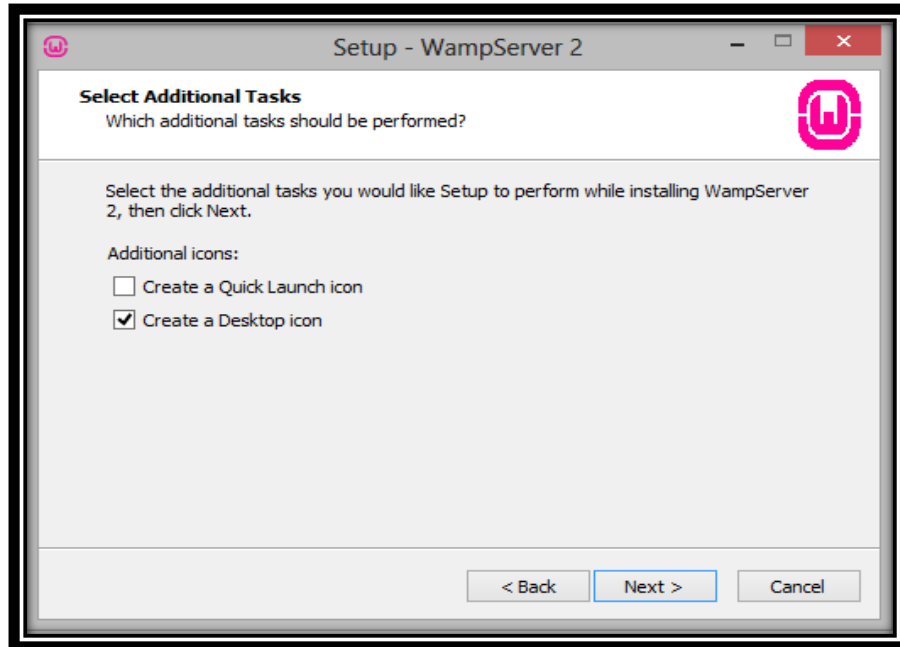 Setup - WampServer 2
Select Additional Tasks
Which additional tasks should be performed?
Select the additional tasks you would like Setup to perform while installing WampServer
2, then click Next.
Additional icons:
Create a Quick Launch icon
Create a Desktop icon
< Back
Next >
Cancel